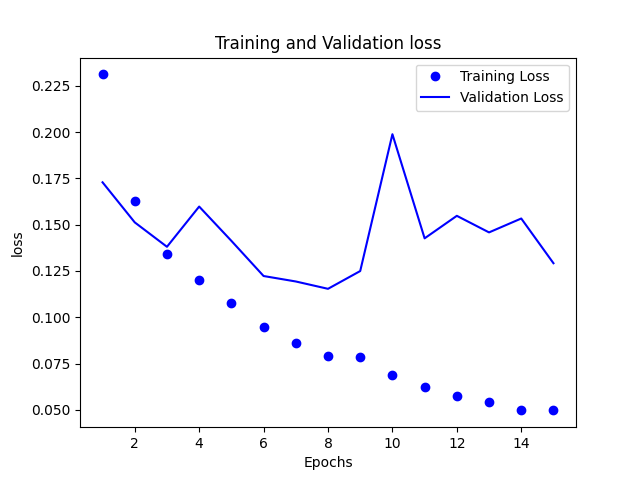 Training and Validation loss
Training Loss
Validation Loss
0.225
0.200
0.175
0.150
0.125
0.100
0.075
0.050
loss
2 4 6 8 10 12 14
Epochs